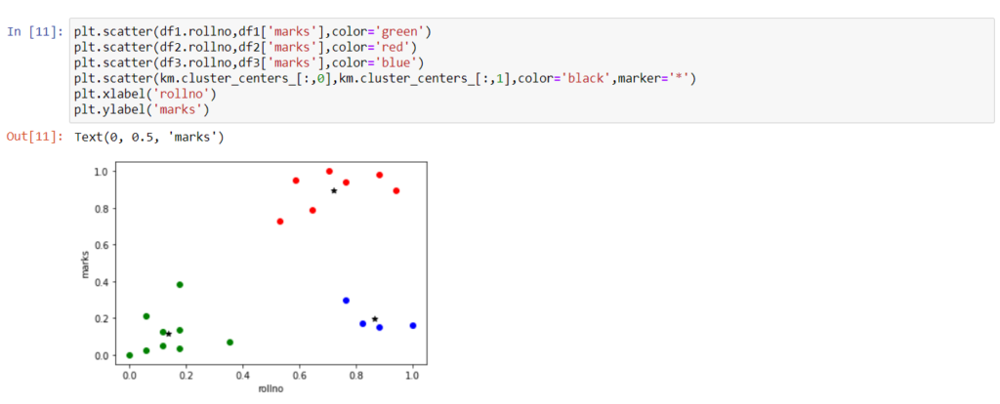 In [11]: plt.scatter(df1.rollno,df1['marks'],color='green')
plt.scatter(df2.rollno,df2['marks'],color='red')
plt.scatter(df3.rollno,df3['marks'],color='blue')
plt.scatter(km.cluster_centers_[:,0],km.cluster_centers_[:,1],color='black',marker='*')
plt.xlabel('rollno')
plt.ylabel('marks')
Out[11]: Text(0, 0.5, 'marks')
1.0
0.8
0.6
marks
0.4
0.2
0.0
0.0 0.2 0.4 0.6 0.8 1.0
rollno